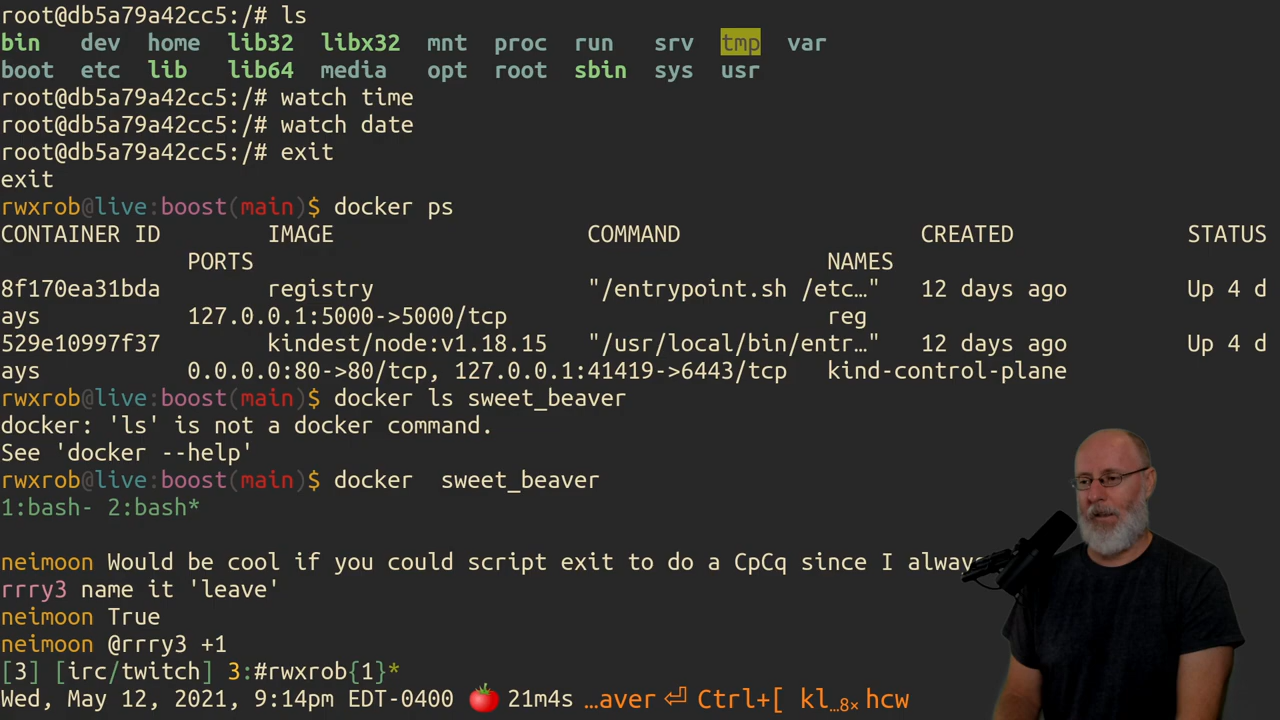 root@db5a79a42cc5:/# ls
bin dev home lib32 libx32 mnt proc run srv tmp var
boot etc lib lib64 media opt root sbin sys usr
root@db5a79a42cc5:/# watch time
root@db5a79a42cc5:/# watch date
root@db5a79a42cc5:/# exit
exit
rwxrob@live:boost(main)$ docker ps
CONTAINER ID IMAGE COMMAND CREATED STATUS
PORTS NAMES
8f170ea31bda registry "/entrypoint.sh /etc…" 12 days ago Up 4 d
ays 127.0.0.1:5000->5000/tcp reg
529e10997f37 kindest/node:v1.18.15 "/usr/local/bin/entr…" 12 days ago Up 4 d
ays 0.0.0.0:80->80/tcp, 127.0.0.1:41419->6443/tcp kind-control-plane
rwxrob@live:boost(main)$ docker ls sweet_beaver
docker: 'ls' is not a docker command.
See 'docker --help'
rwxrob@live:boost(main)$ docker  sweet_beaver
1:bash- 2:bash*
neimoon Would be cool if you could script exit to do a CpCq since I always
rrry3 name it 'leave'
neimoon True
neimoon @rrry3 +1
[3] [irc/twitch] 3:#rwxrob{1}*
Wed, May 12, 2021, 9:14pm EDT-0400 🍅 21m4s …aver ⏎ Ctrl+[ kl…8× hcw